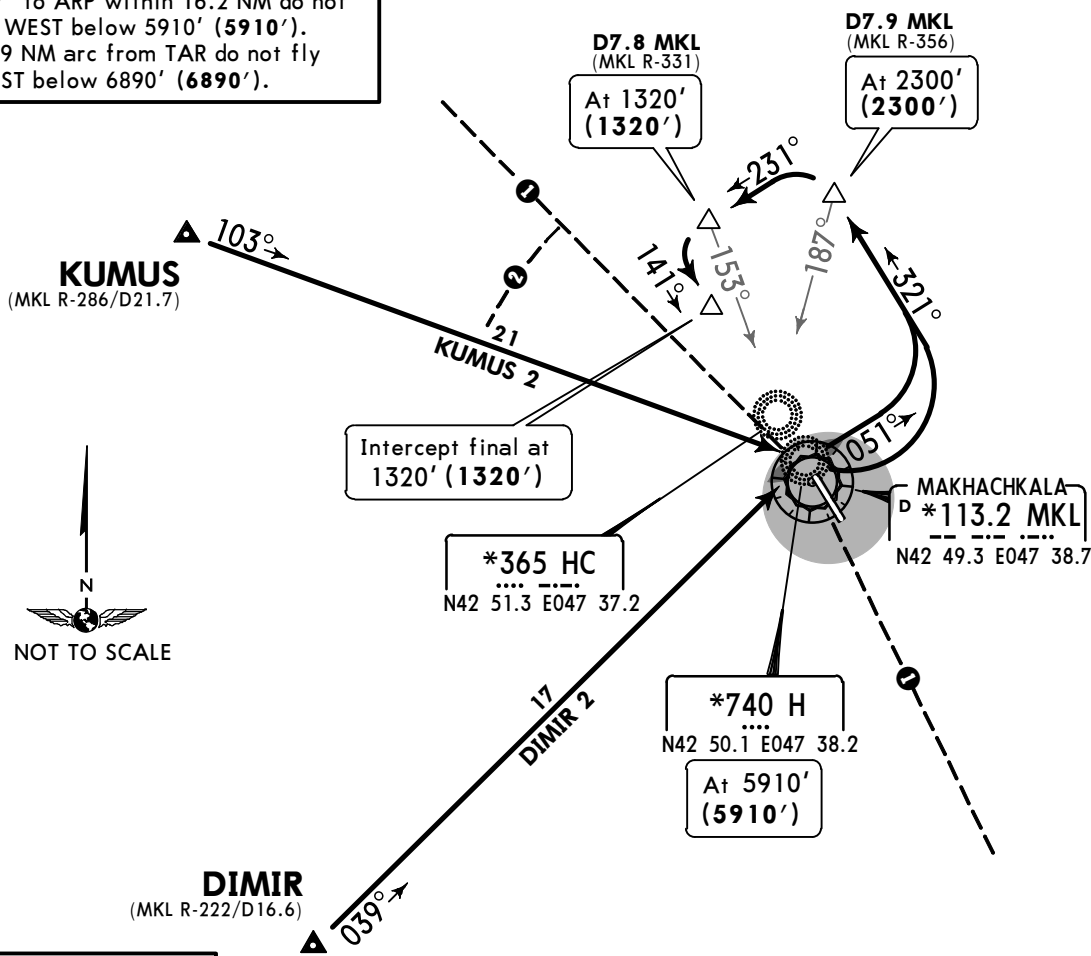 to ARP within 16.2 NM do not
WEST below 5910' (5910').
9 NM arc from TAR do not fly
ST below 6890' (6890').
D7.8 MKL
(MKL R-331)
At 1320'
(1320')
D7.9 MKL
(MKL R-356)
At 2300'
(2300')
231°
1
103°
KUMUS
(MKL R-286/D21.7)
2
141°
153°
187°
321°
21
KUMUS 2
Intercept final at
1320' (1320')
051°
MAKHACHKALA
D *113.2 MKL
N42 49.3 E047 38.7
*365 HC
N42 51.3 E047 37.2
N
NOT TO SCALE
17
DIMIR 2
*740 H
N42 50.1 E047 38.2
At 5910'
(5910')
1
DIMIR
(MKL R-222/D16.6)
039°